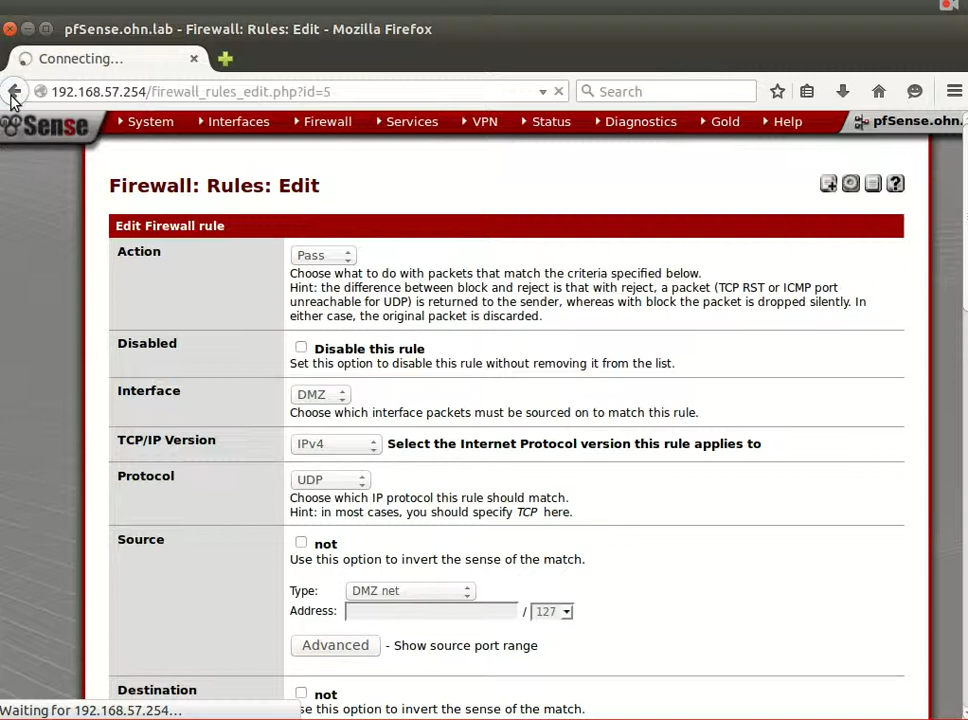 pfSense.ohn.lab - Firewall: Rules: Edit - Mozilla Firefox
Connecting...
192.168.57.254/firewall_rules_edit.php?id=5
Search
Sense
System
Interfaces
Firewall
Services
VPN
Status
Diagnostics
Gold
Help
pfSense.ohn.
Firewall: Rules: Edit
Edit Firewall rule
Action
Pass
Choose what to do with packets that match the criteria specified below.
Hint: the difference between block and reject is that with reject, a packet (TCP RST or ICMP port
unreachable for UDP) is returned to the sender, whereas with block the packet is dropped silently. In
either case, the original packet is discarded.
Disabled
Disable this rule
Set this option to disable this rule without removing it from the list.
Interface
DMZ
Choose which interface packets must be sourced on to match this rule.
TCP/IP Version
IPv4
Select the Internet Protocol version this rule applies to
Protocol
UDP
Choose which IP protocol this rule should match.
Hint: in most cases, you should specify TCP here.
Source
not
Use this option to invert the sense of the match.
Type:
DMZ net
Address:
/ 127
Advanced
- Show source port range
Destination
not
se this option to invert the sense of the match.
Waiting for 192.168.57.254...